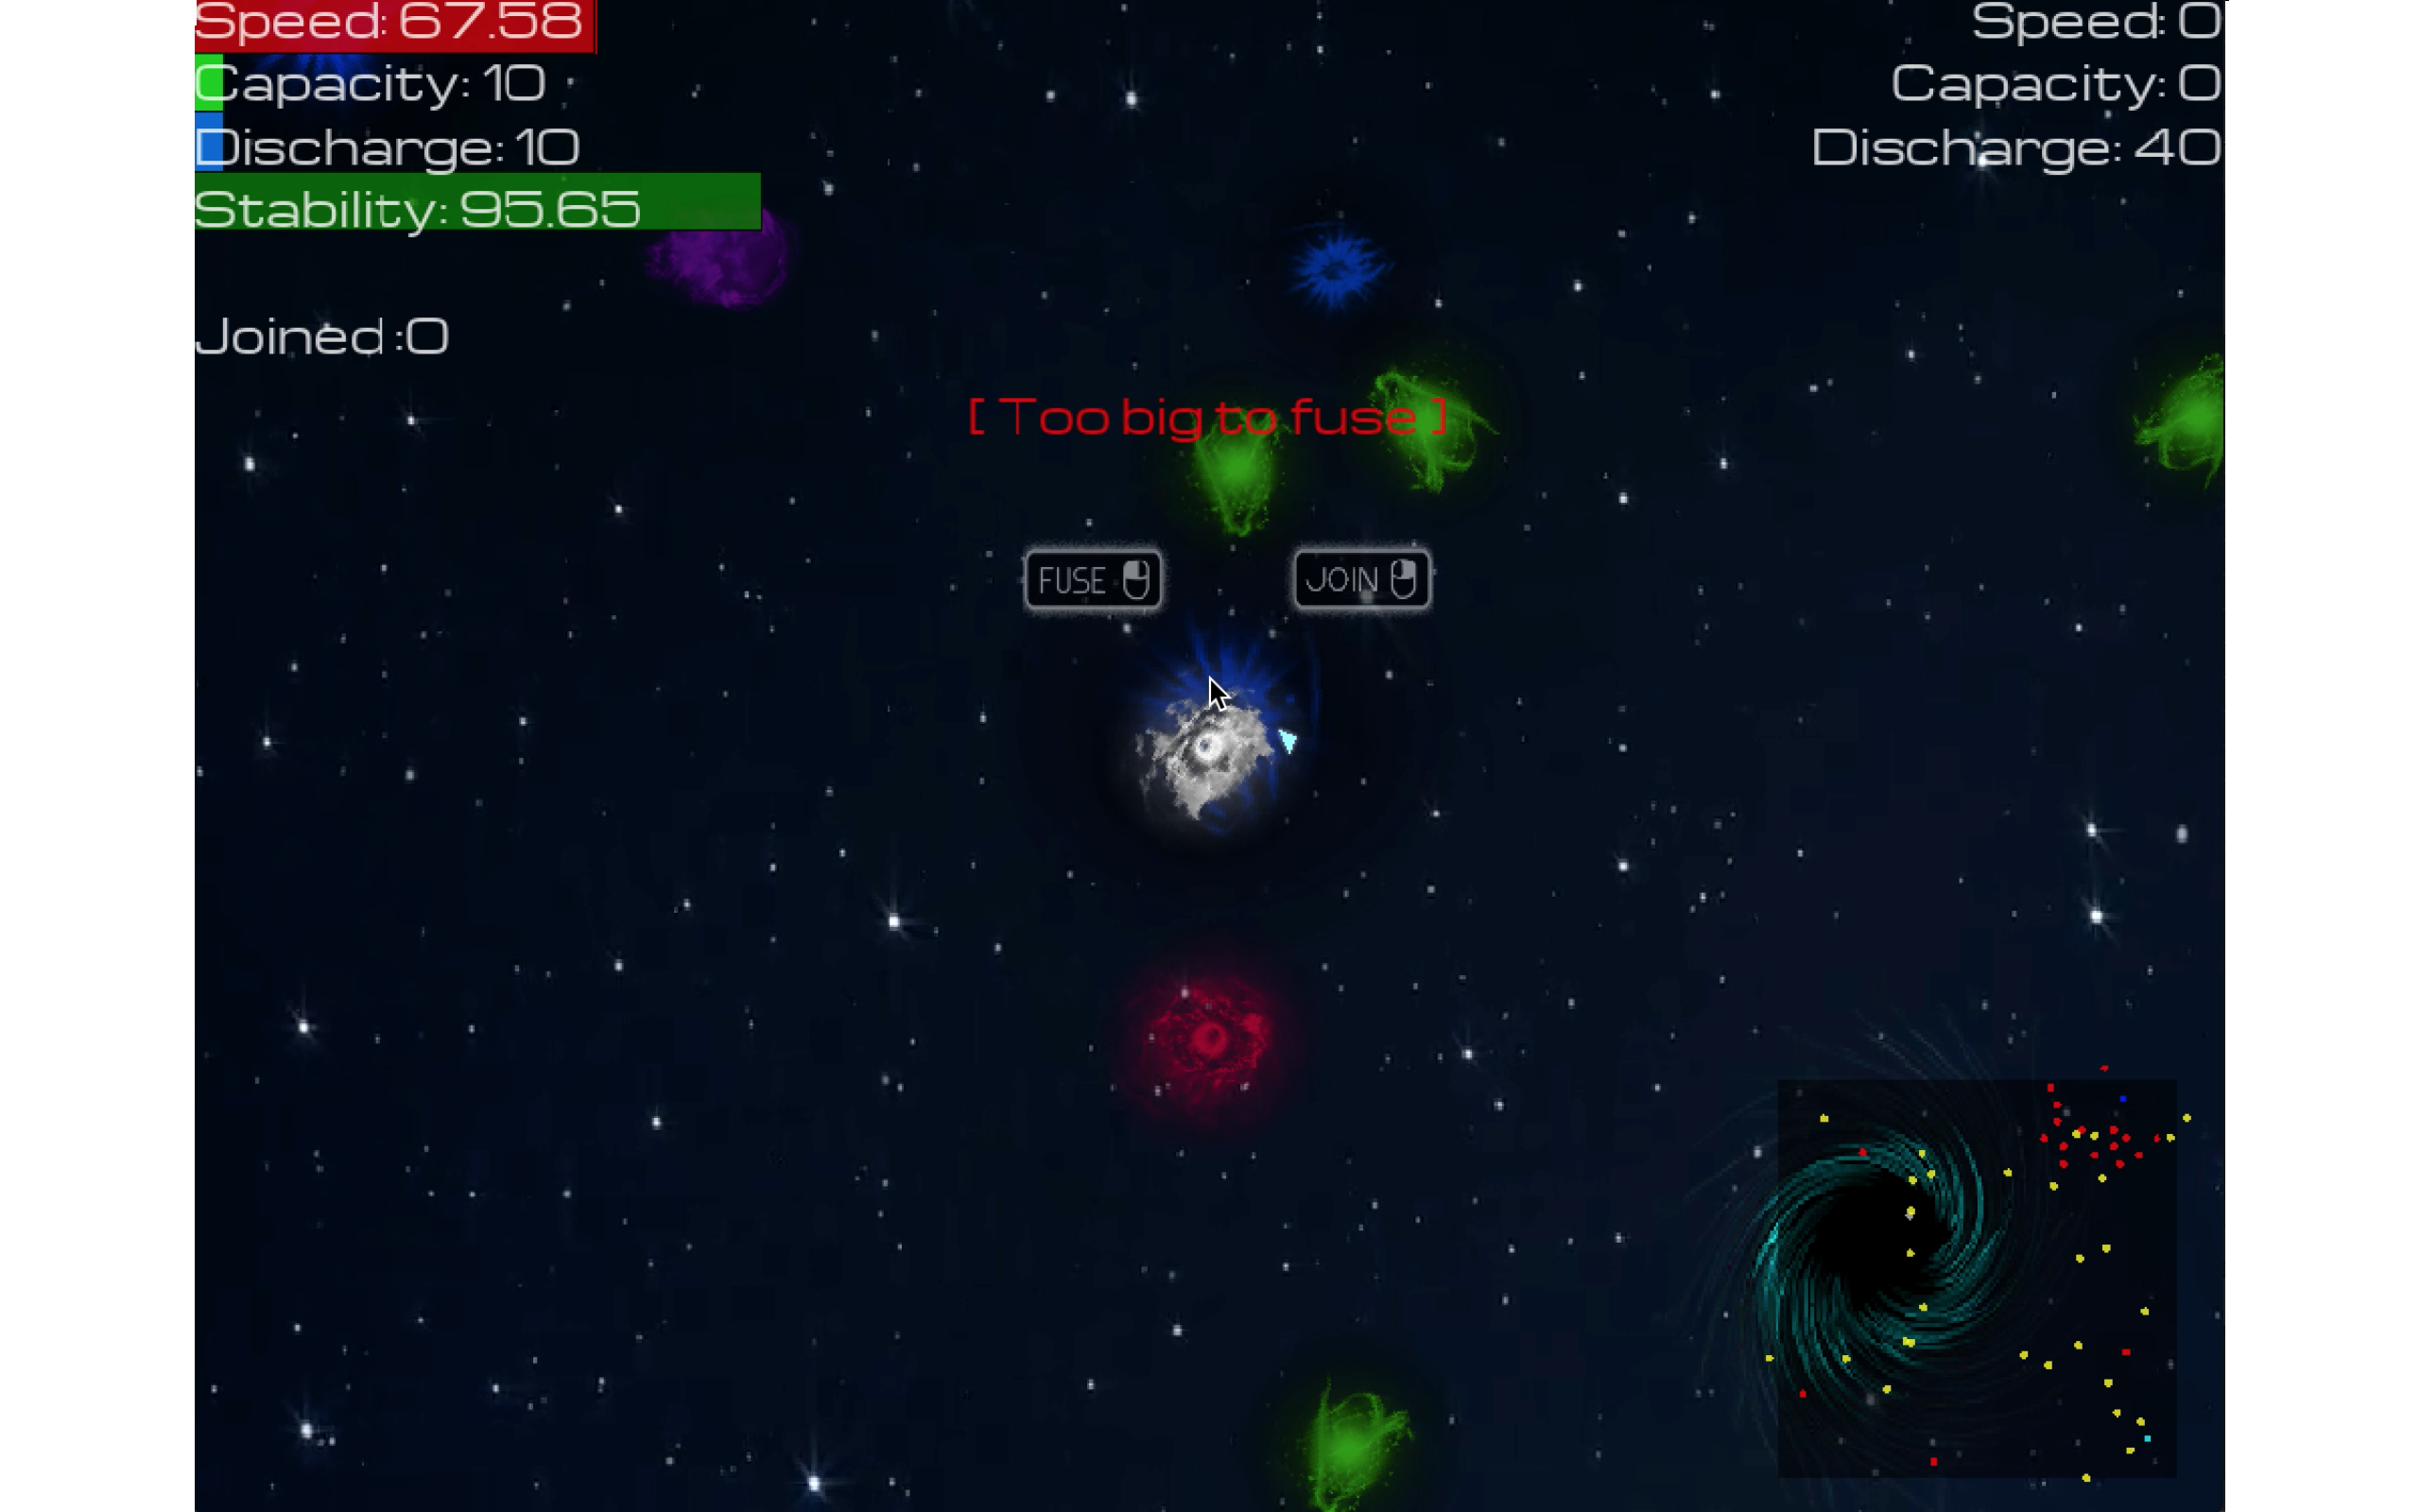 Speed: 67.58
Capacity: 10
Discharge: 10
Stability: 95.65
Joined :0
Speed: 0
Capacity: 0
Discharge: 40
[ Too big to fuse ]
FUSE
JOIN